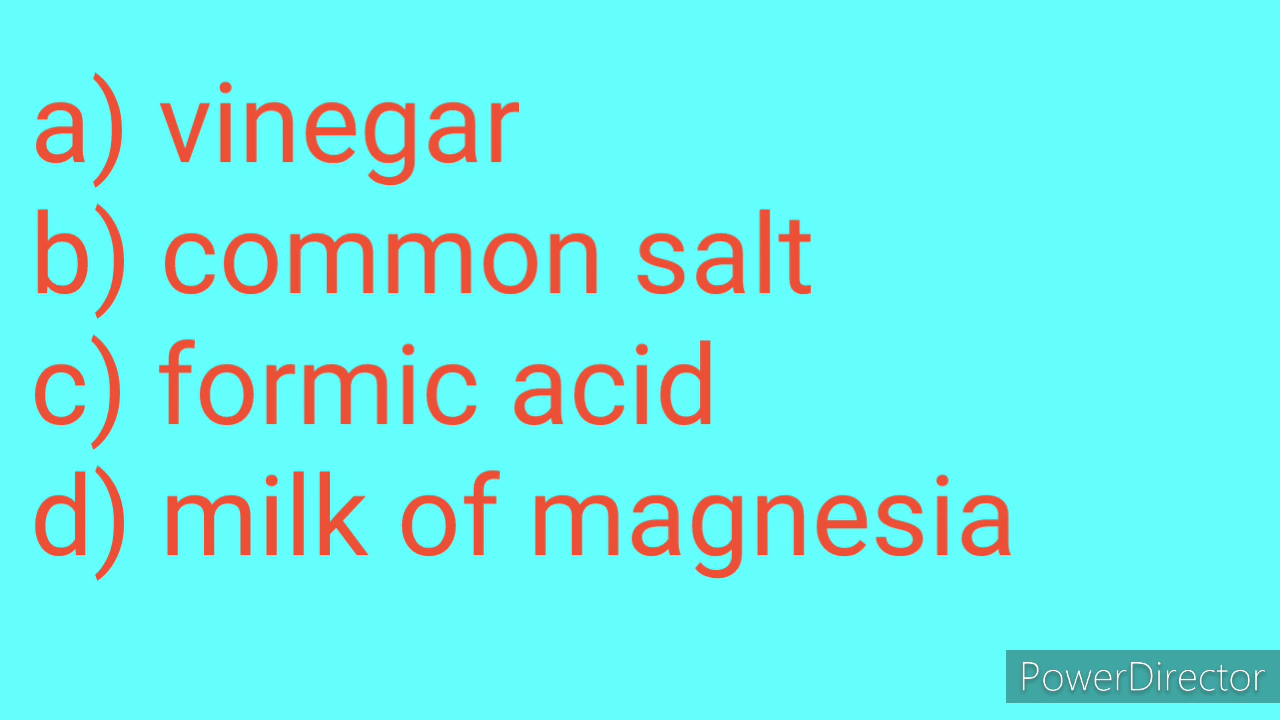 a) vinegar
b) common salt
c) formic acid
d) milk of magnesia
PowerDirector